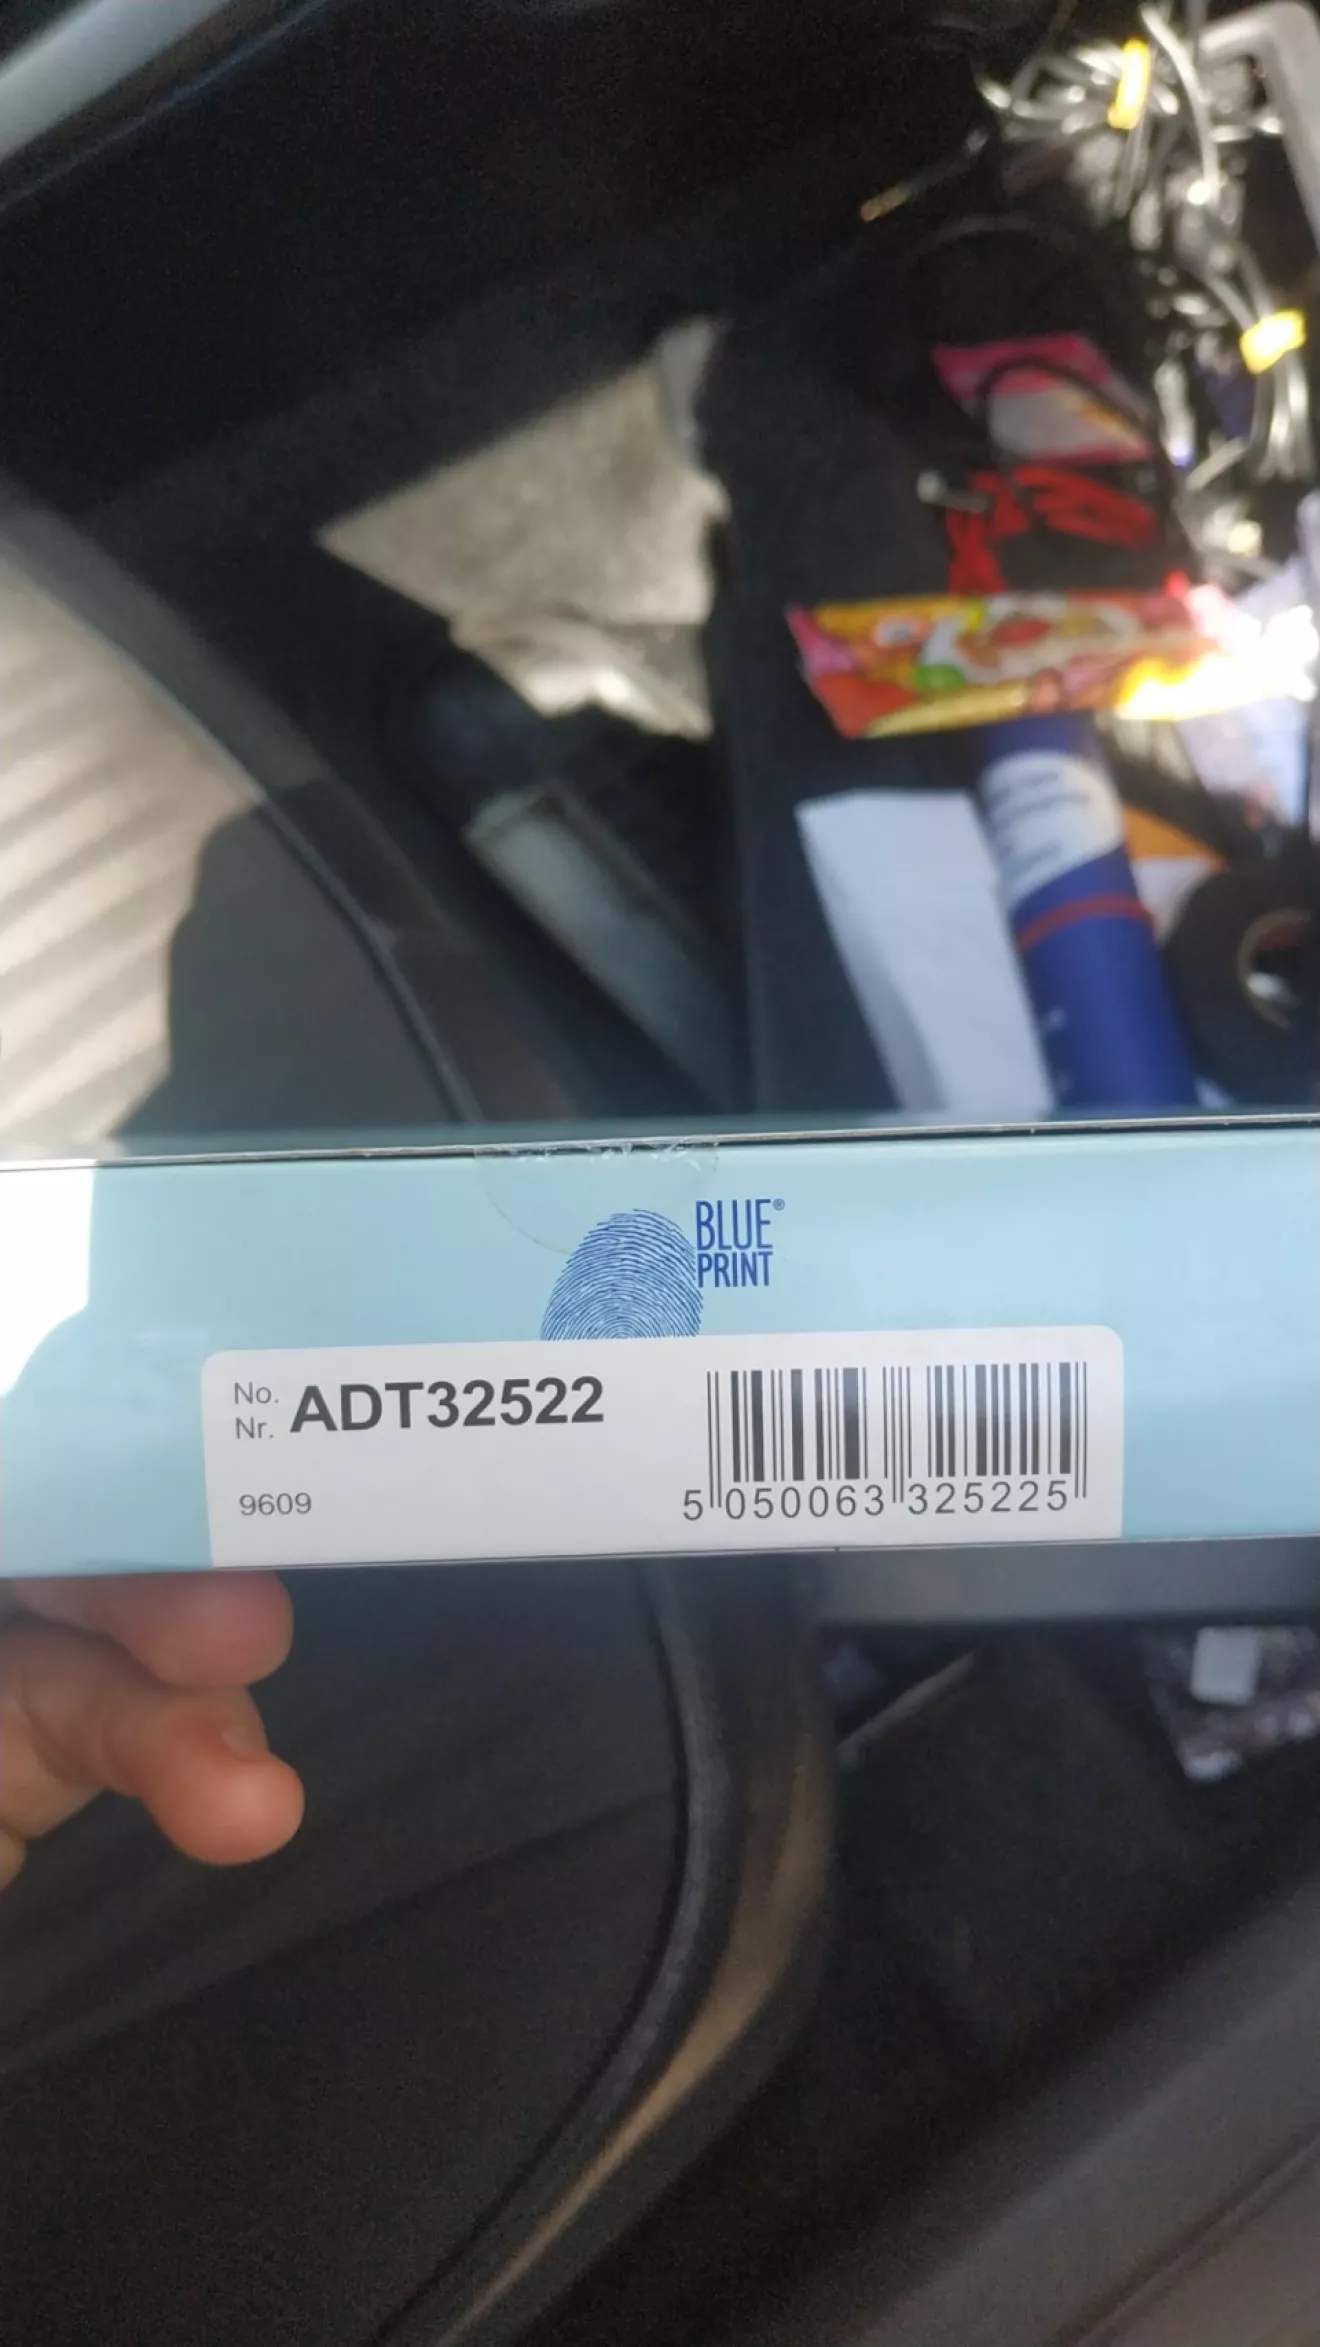 BLUE®
PRINT
No.
Nr. ADT32522
9609
5 050063 325225